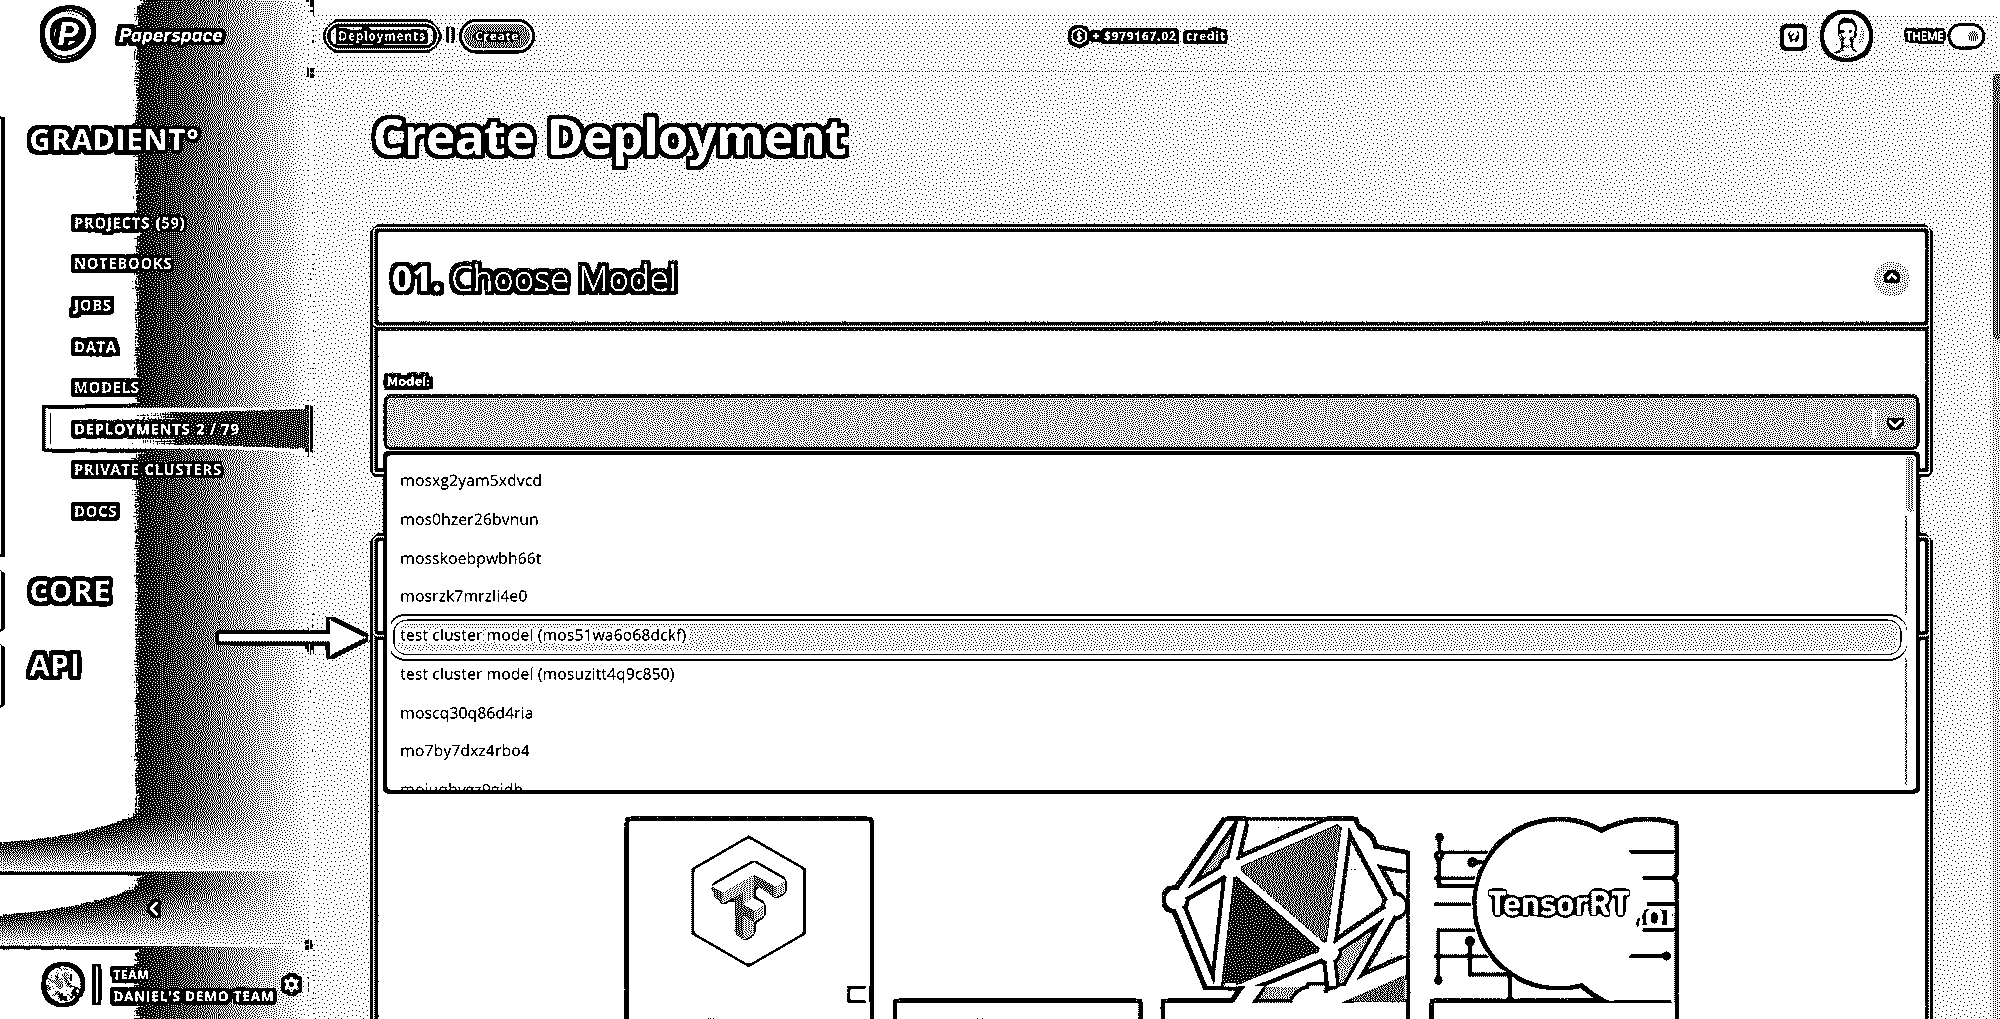 Paperspace
Deployments
Create
+ $979167.02 credit
THEME
GRADIENT°
PROJECTS (59)
NOTEBOOKS
JOBS
DATA
MODELS
DEPLOYMENTS 2 / 79
PRIVATE CLUSTERS
DOCS
CORE
API
TEAM
DANIEL'S DEMO TEAM
Create Deployment
01. Choose Model
Model:
mosxg2yam5xdvcd
mos0hzer26bvnun
mosskoebpwbh66t
mosrzk7mrzli4e0
test cluster model (mos51wa6o68dckf)
test cluster model (mosuzitt4q9c850)
moscq30q86d4ria
mo7by7dxz4rbo4
TensorRT